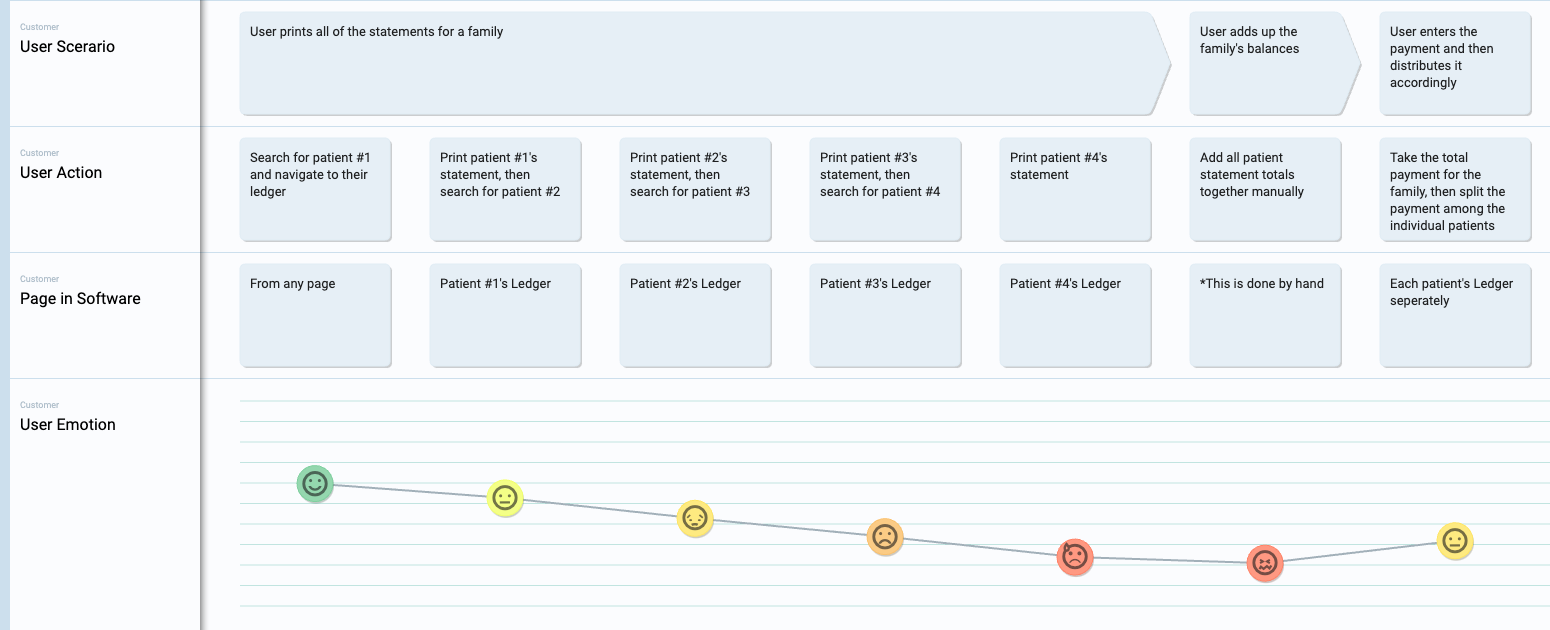 Customer
User Scerario
User prints all of the statements for a family
User adds up the
family's balances
User enters the
payment and then
distributes it
accordingly
Customer
User Action
Search for patient #1
and navigate to their
ledger
Print patient #1's
statement, then
search for patient #2
Print patient #2's
statement, then
search for patient #3
Print patient #3's
statement, then
search for patient #4
Print patient #4's
statement
Add all patient
statement totals
together manually
Take the total
payment for the
family, then split the
payment among the
individual patients
Customer
Page in Software
From any page
Patient #1's Ledger
Patient #2's Ledger
Patient #3's Ledger
Patient #4's Ledger
*This is done by hand
Each patient's Ledger
seperately
Customer
User Emotion